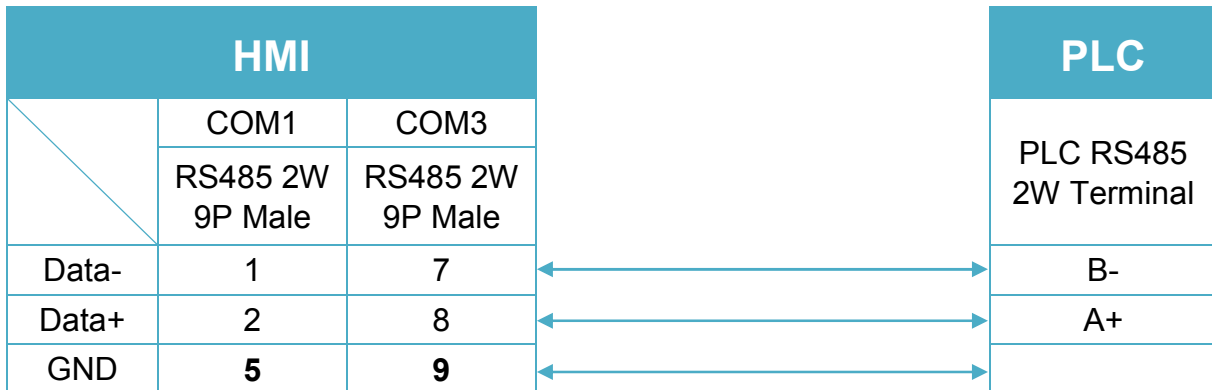 HMI PLC
COM1 COM3
RS485 2W RS485 2W
9P Male 9P Male
PLC RS485
2W Terminal
Data- 1 7 B-
Data+ 2 8 A+
GND 5 9